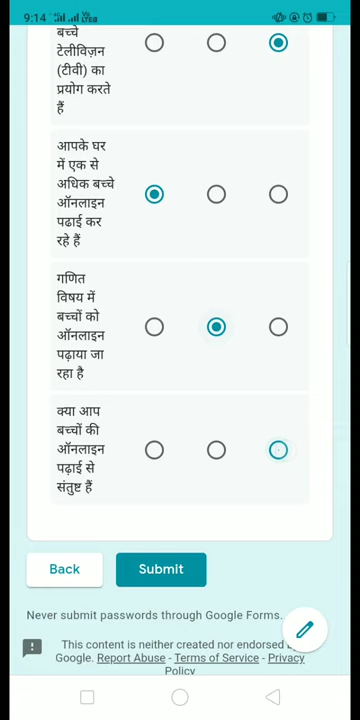 9:14
बच्चे
टेलीविज़न
(टीवी) का
प्रयोग करते
हैं
आपके घर
में एक से
अधिक बच्चे
ऑनलाइन
पढाई कर
रहे हैं
गणित
विषय में
बच्चों को
ऑनलाइन
पढ़ाया जा
रहा है
क्या आप
बच्चों की
ऑनलाइन
पढ़ाई से
संतुष्ट हैं
Back Submit
Never submit passwords through Google Forms.
This content is neither created nor endorsed
Google. Report Abuse - Terms of Service - Privacy
Policy